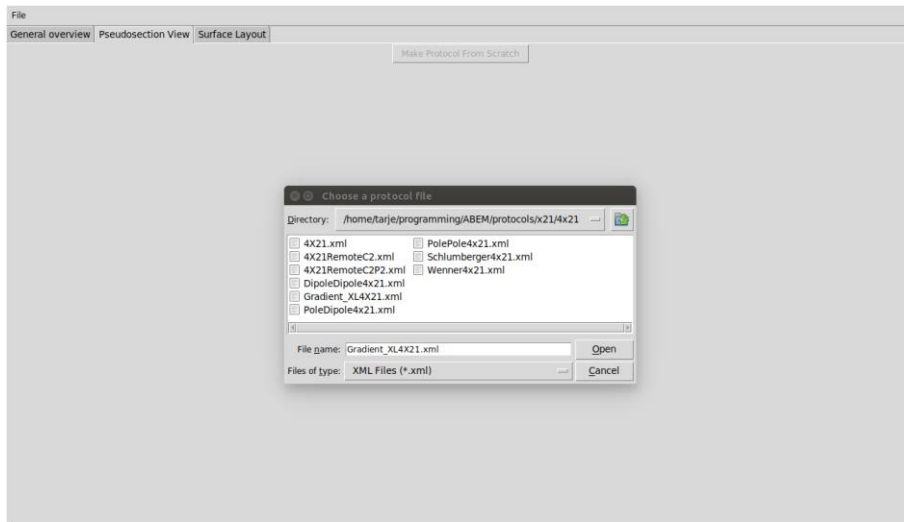 File
General overview Pseudosection View Surface Layout
Make Protocol From Scratch
Choose a protocol file
Directory: /home/tarje/programming/ABEM/protocols/x21/4x21
4X21.xml PolePole4x21.xml
4X21RemoteC2.xml Schlumberger4x21.xml
4X21RemoteC2P2.xml Wenner4x21.xml
DipoleDipole4x21.xml
Gradient_XL4X21.xml
PoleDipole4x21.xml
File name: Gradient_XL4X21.xml Open
Files of type: XML Files (*.xml) Cancel